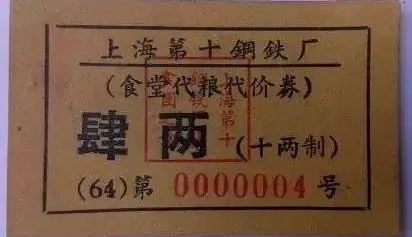 上海第十鋼鉄厂
(食堂代粮代价券)
肆两(十两制)
(64)第 0000004 号